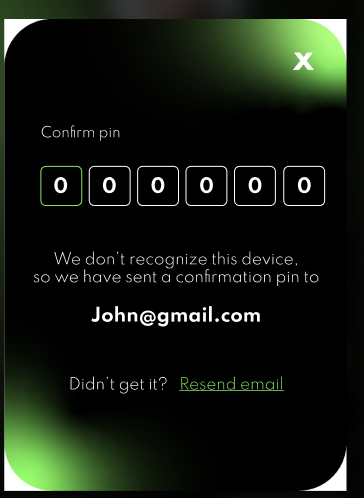 X
Confirm pin
0 0 0 0 0 0
We don't recognize this device,
so we have sent a confirmation pin to
John@gmail.com
Didn't get it? Resend email